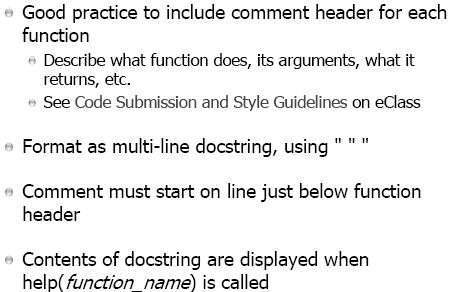 Good practice to include comment header for each
function
Describe what function does, its arguments, what it
returns, etc.
See Code Submission and Style Guidelines on eClass
Format as multi-line docstring, using " " "
Comment must start on line just below function
header
Contents of docstring are displayed when
help(function_name) is called